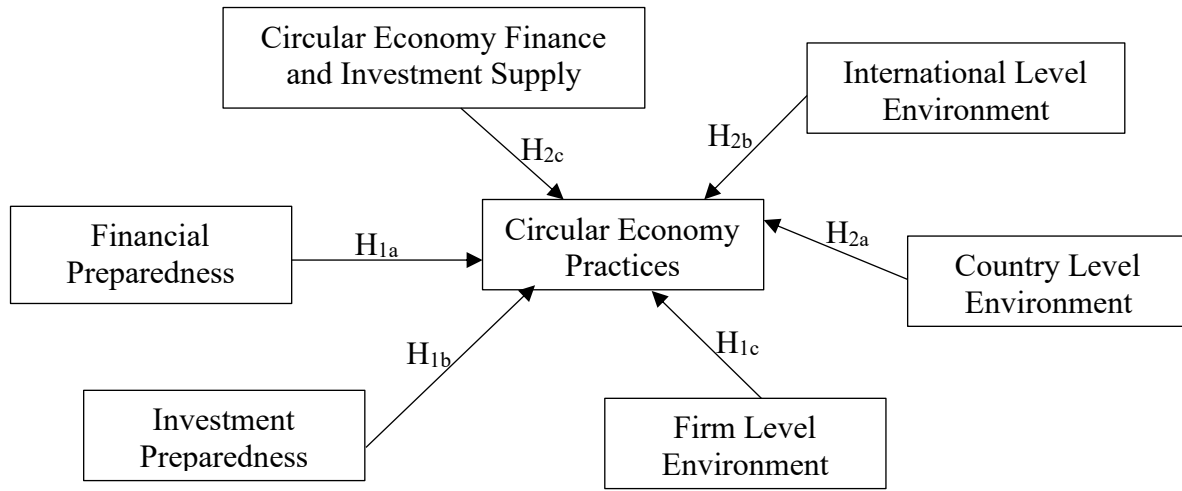 Circular Economy Finance
and Investment Supply
International Level
Environment
H2c
H2b
Financial
Preparedness
H1a
Circular Economy
Practices
H2a
Country Level
Environment
H1b
H1c
Investment
Preparedness
Firm Level
Environment